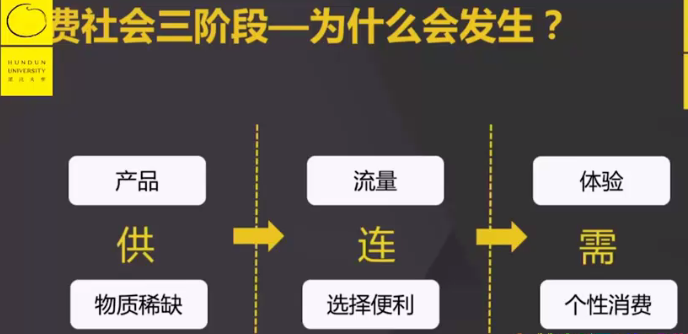 费社会三阶段—为什么会发生？
HUNDUN
UNIVERSITY
混沌大学
产品
流量
体验
供
连
需
物质稀缺
选择便利
个性消费